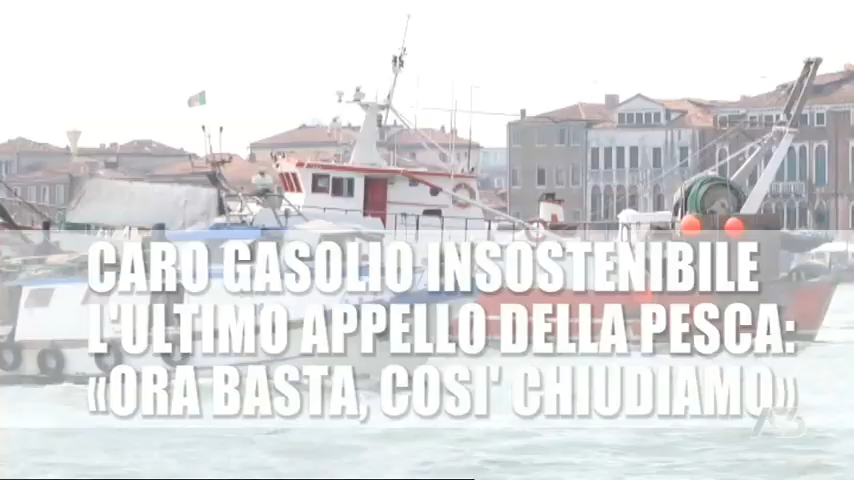 CARO GASOLIO INSOSTENIBILE
L'ULTIMO APPELLO DELLA PESCA:
«ORA BASTA, COSI' CHIUDIAMO»